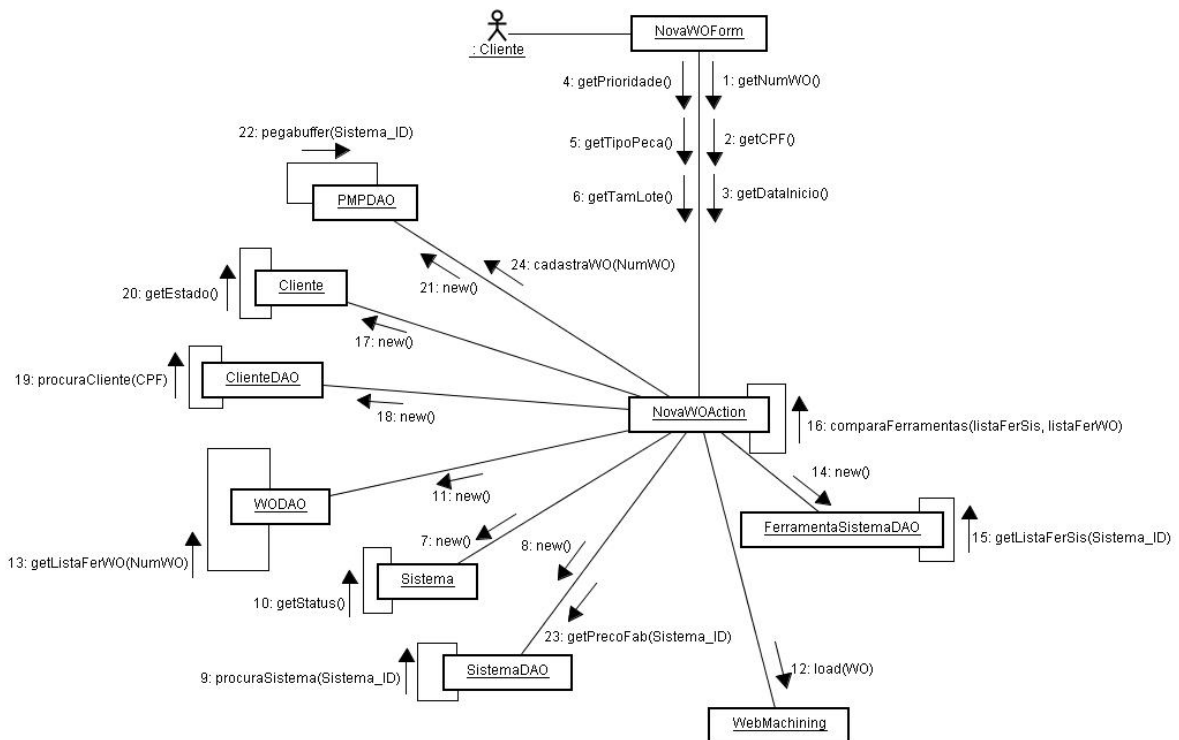 NovaWOForm
: Cliente
4: getPrioridade()
1: getNumWO()
22: pegabuffer(Sistema_ID)
5: getTipoPeca()
2: getCPF()
6: getTamLote()
3: getDataInicio()
PMPDAO
24: cadastraWO(NumWO)
21: new()
Cliente
20: getEstado()
17: new()
19: procuraCliente(CPF)
ClienteDAO
18: new()
NovaWOAction
16: comparaFerramentas(listaFerSis, listaFerWO)
14: new()
11: new()
WODAO
FerramentaSistemaDAO
15: getListaFerSis(Sistema_ID)
7: new()
8: new()
13: getListaFerWO(NumWO)
Sistema
10: getStatus()
23: getPrecoFab(Sistema_ID)
9: procuraSistema(Sistema_ID)
SistemaDAO
12: load(WO)
WebMachining